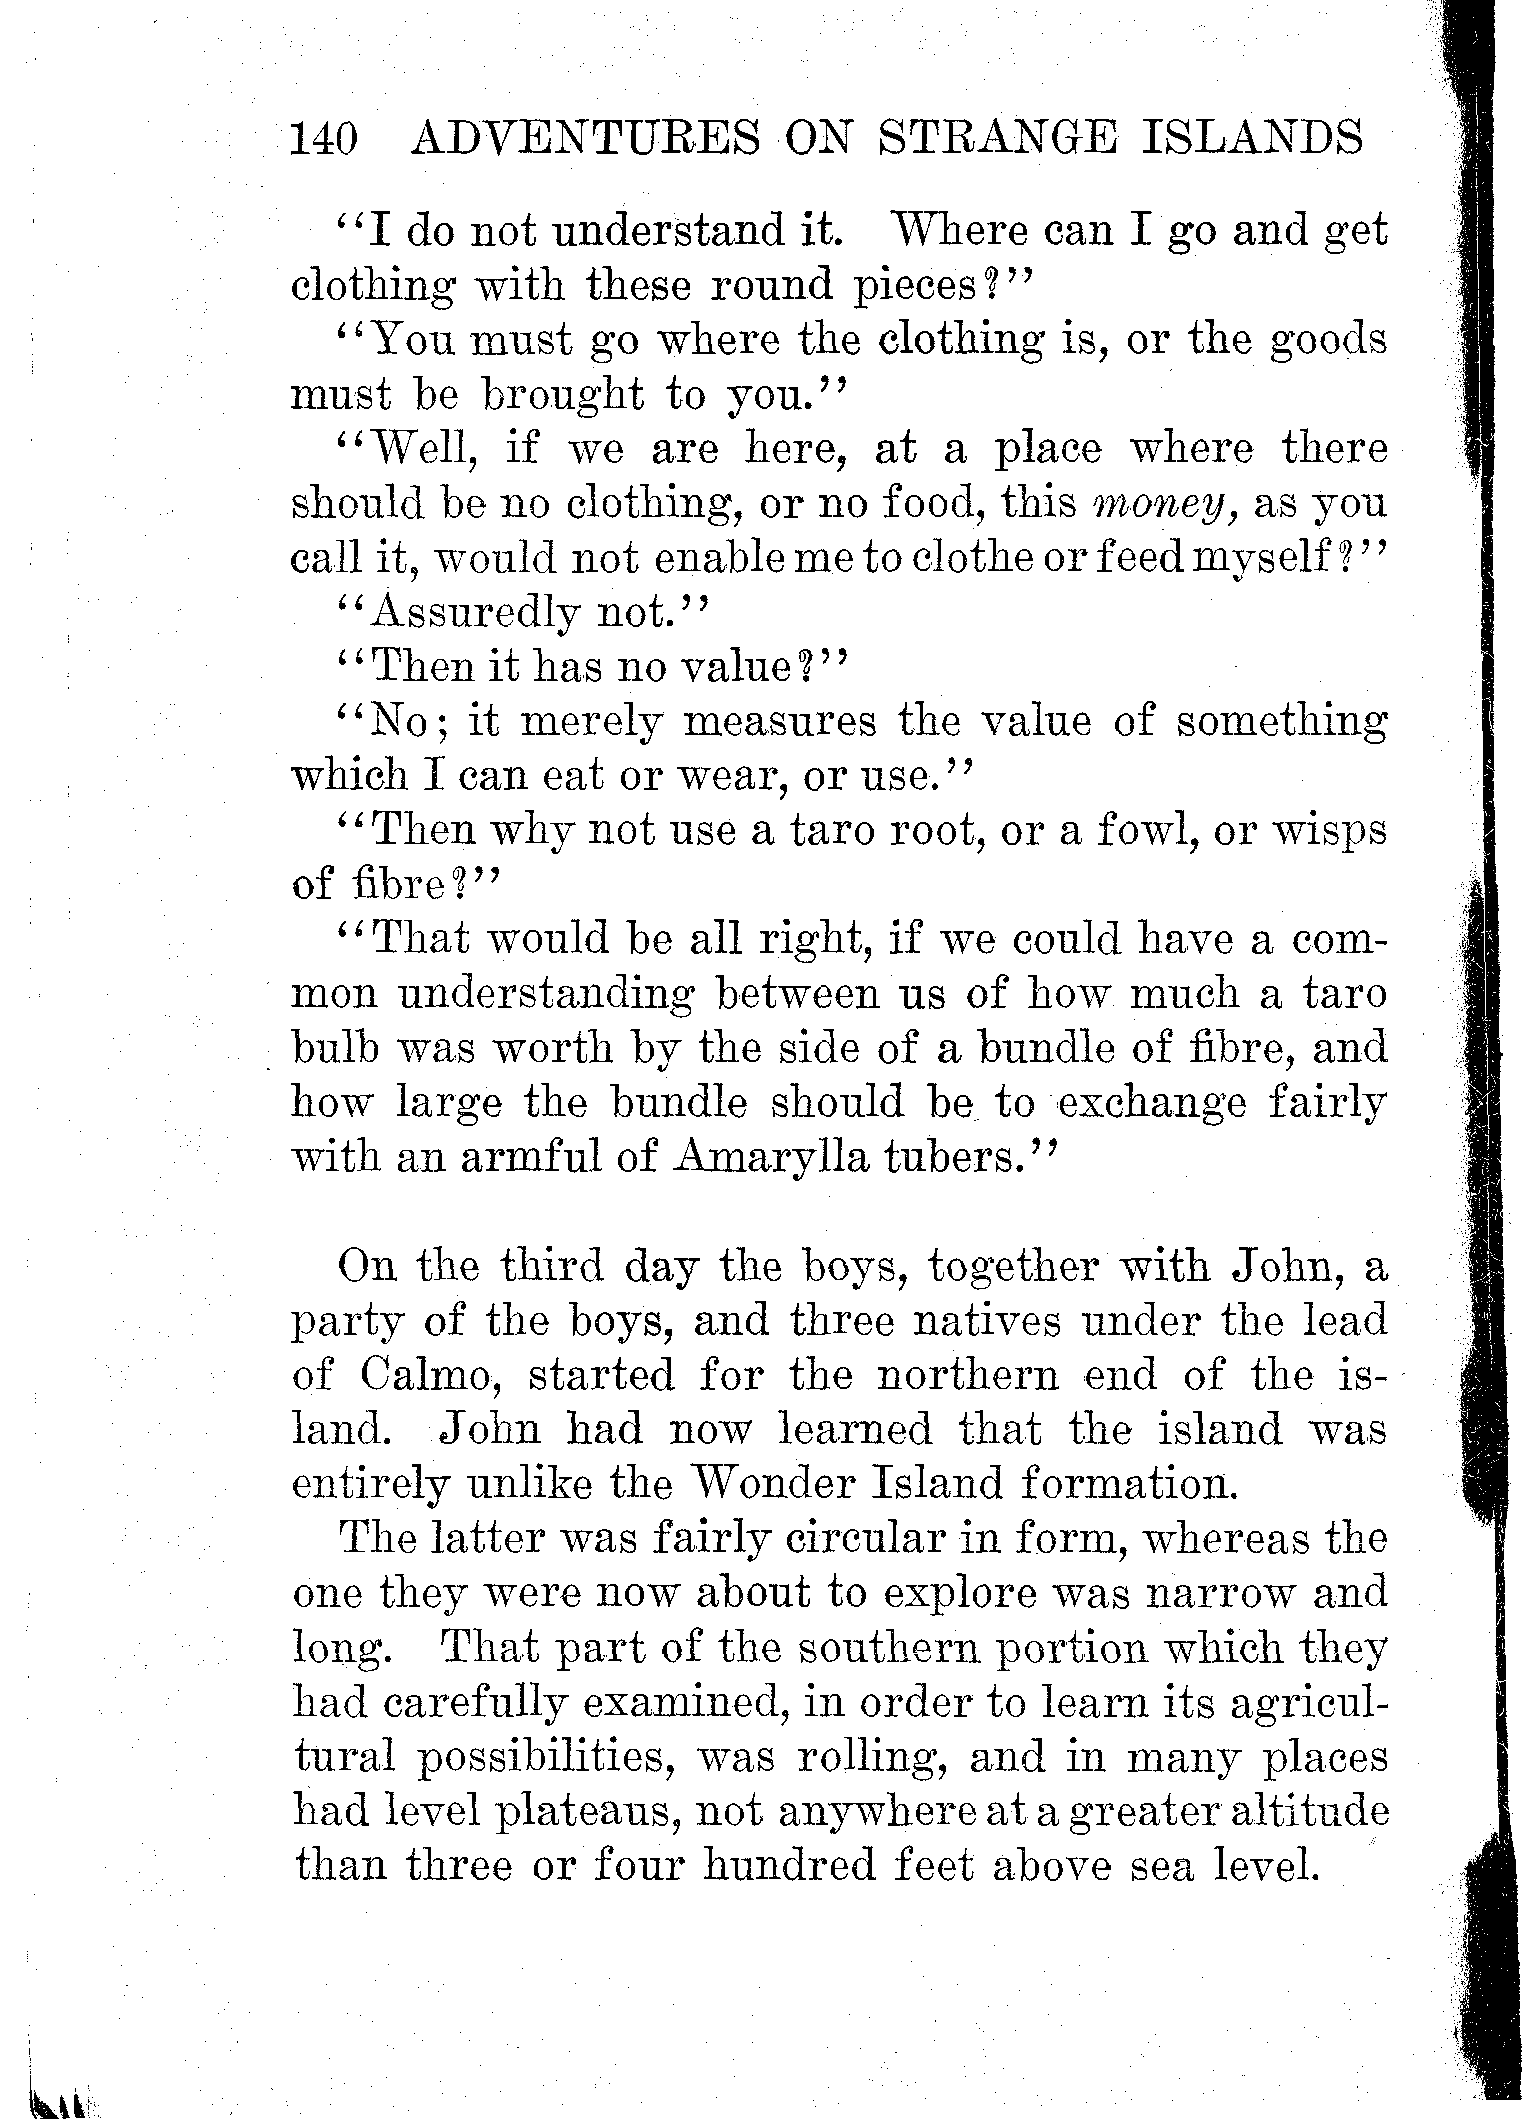 140 ADVENTURES ON STRANGE ISLANDS
"I do not understand it. Where can I go and get
clothing with these round pieces?"
"You must go where the clothing is, or the goods
must be brought to you."
"Well, if we are here, at a place where there
should be no clothing, or no food, this money, as you
call it, would not enable me to clothe or feed myself?"
"Assuredly not."
"Then it has no value?"
"No; it merely measures the value of something
which I can eat or wear, or use."
"Then why not use a taro root, or a fowl, or wisps
of fibre?"
"That would be all right, if we could have a com-
mon understanding between us of how much a taro
bulb was worth by the side of a bundle of fibre, and
how large the bundle should be to exchange fairly
with an armful of Amarylla tubers."
On the third day the boys, together with John, a
party of the boys, and three natives under the lead
of Calmo, started for the northern end of the is-
land. John had now learned that the island was
entirely unlike the Wonder Island formation.
The latter was fairly circular in form, whereas the
one they were now about to explore was narrow and
long. That part of the southern portion which they
had carefully examined, in order to learn its agricul-
tural possibilities, was rolling, and in many places
had level plateaus, not anywhere at a greater altitude
than three or four hundred feet above sea level.